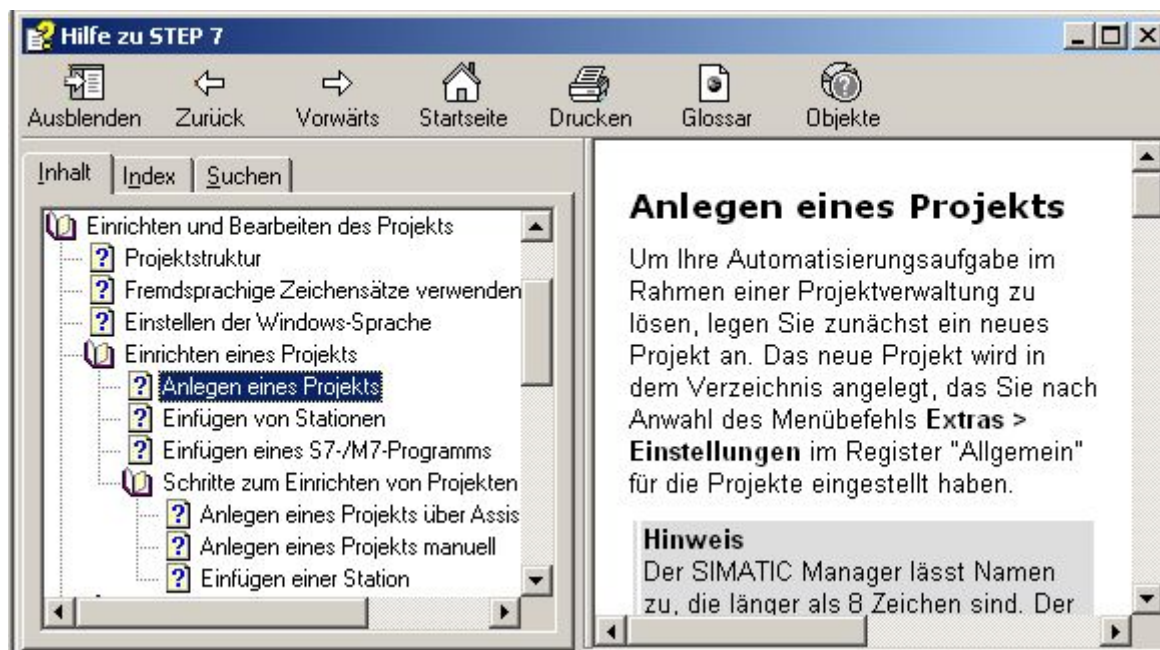 Hilfe zu STEP 7
Ausblenden Zurück Vorwärts Startseite Drucken Glossar Objekte
Inhalt Index Suchen
Einrichten und Bearbeiten des Projekts
Projektstruktur
Fremdsprachige Zeichensätze verwenden
Einstellen der Windows-Sprache
Einrichten eines Projekts
Anlegen eines Projekts
Einfügen von Stationen
Einfügen eines S7-/M7-Programms
Schritte zum Einrichten von Projekten
Anlegen eines Projekts über Assis
Anlegen eines Projekts manuell
Einfügen einer Station
Anlegen eines Projekts
Um Ihre Automatisierungsaufgabe im
Rahmen einer Projektverwaltung zu
lösen, legen Sie zunächst ein neues
Projekt an. Das neue Projekt wird in
dem Verzeichnis angelegt, das Sie nach
Anwahl des Menübefehls Extras >
Einstellungen im Register "Allgemein"
für die Projekte eingestellt haben.
Hinweis
Der SIMATIC Manager lässt Namen
zu, die länger als 8 Zeichen sind. Der